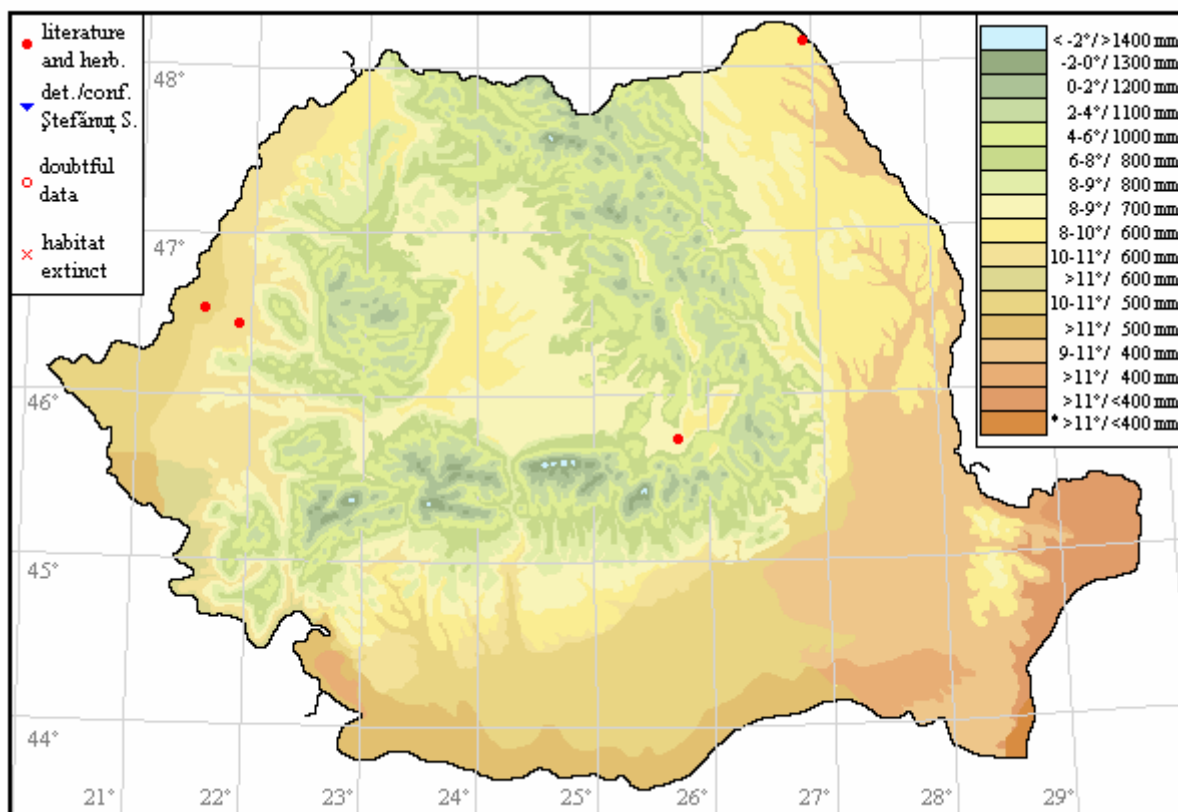 literature
and herb.
det./conf.
Ştefănuţ S.
doubtful
data
habitat
extinct
< -2°/>1400 mm
-2-0°/ 1300 mm
0-2°/ 1200 mm
2-4°/ 1100 mm
4-6°/ 1000 mm
6-8°/ 800 mm
8-9°/ 800 mm
8-9°/ 700 mm
8-10°/ 600 mm
10-11°/ 600 mm
>11°/ 600 mm
10-11°/ 500 mm
>11°/ 500 mm
9-11°/ 400 mm
>11°/ 400 mm
>11°/ <400 mm
* >11°/ <400 mm
48°
47°
46°
45°
44°
21°
22°
23°
24°
25°
26°
27°
28°
29°